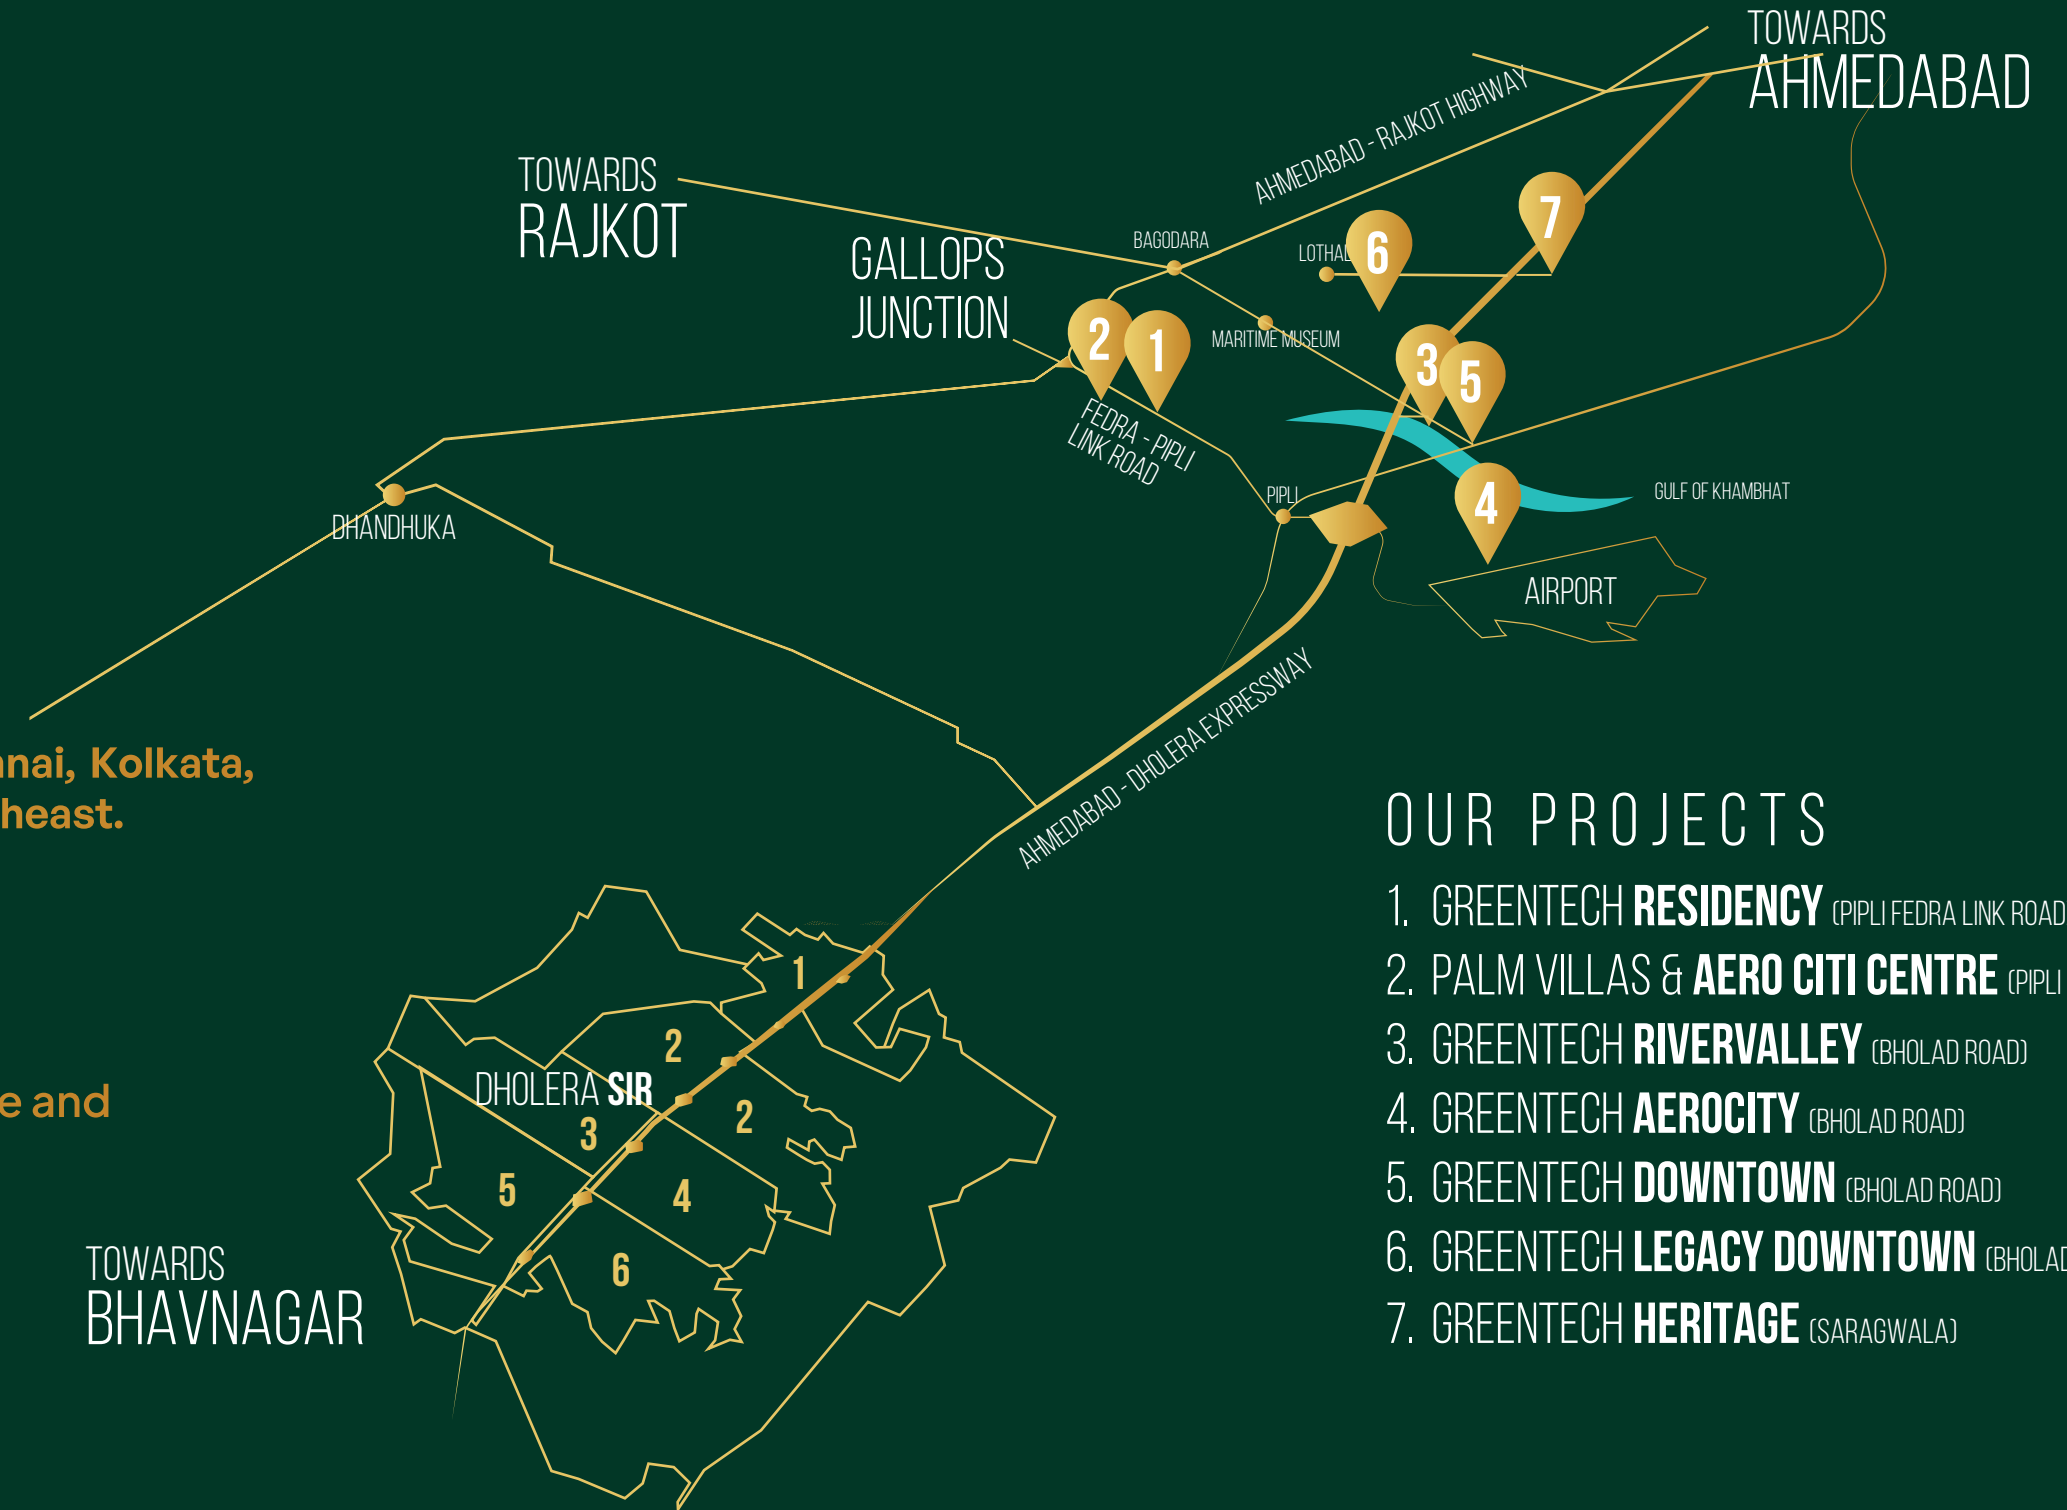 TOWARDS
AHMEDABAD
AHMEDABAD - RAJKOT HIGHWAY
TOWARDS
RAJKOT
GALLOPS
JUNCTION
BAGODARA
LOTHAL
7
6
2
1
MARITIME MUSEUM
3
5
FEDRA - PIPLI
LINK ROAD
PIPLI
4
GULF OF KHAMBHAT
DHANDHUKA
AIRPORT
AHMEDABAD - DHOLERA EXPRESSWAY
Kolkata,
e and
1
2
DHOLERA SIR
2
3
5
4
6
TOWARDS
BHAVNAGAR
OUR PROJECTS
1. GREENTECH RESIDENCY (PIPLI FEDRA LINK ROAD
2. PALM VILLAS & AERO CITI CENTRE (PIPLI
3. GREENTECH RIVERVALLEY (BHOLAD ROAD)
4. GREENTECH AEROCITY (BHOLAD ROAD)
5. GREENTECH DOWNTOWN (BHOLAD ROAD)
6. GREENTECH LEGACY DOWNTOWN (BHOLAD
7. GREENTECH HERITAGE (SARAGWALA)